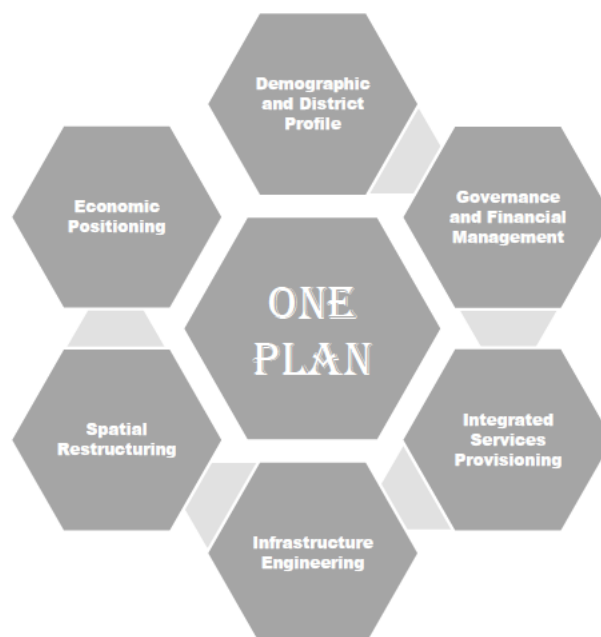 Demographic
and District
Profile
Economic
Positioning
Governance
and Financial
Management
ONE
PLAN
Spatial
Restructuring
Integrated
Services
Provisioning
Infrastructure
Engineering